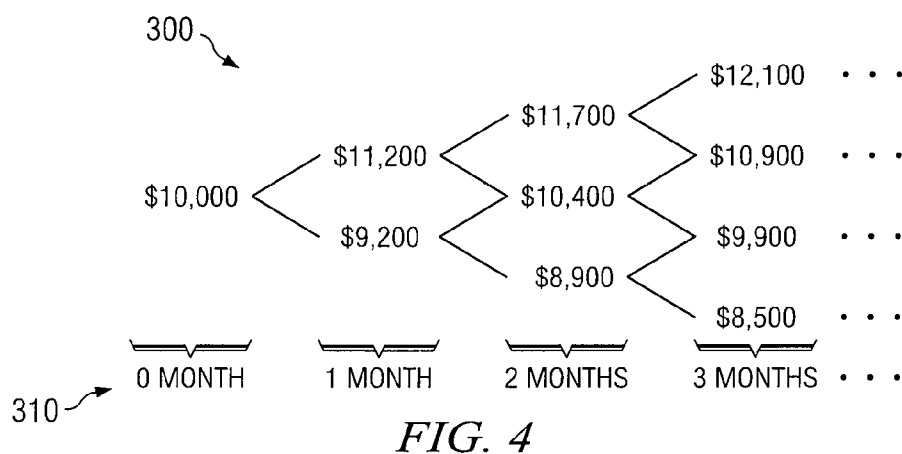 300
$12,100 . . .
$11,700
$11,200 $10,900 . . .
$10,000 $10,400
$9,200 $9,900 . . .
$8,900
$8,500 . . .
0 MONTH 1 MONTH 2 MONTHS 3 MONTHS . . .
310
FIG. 4